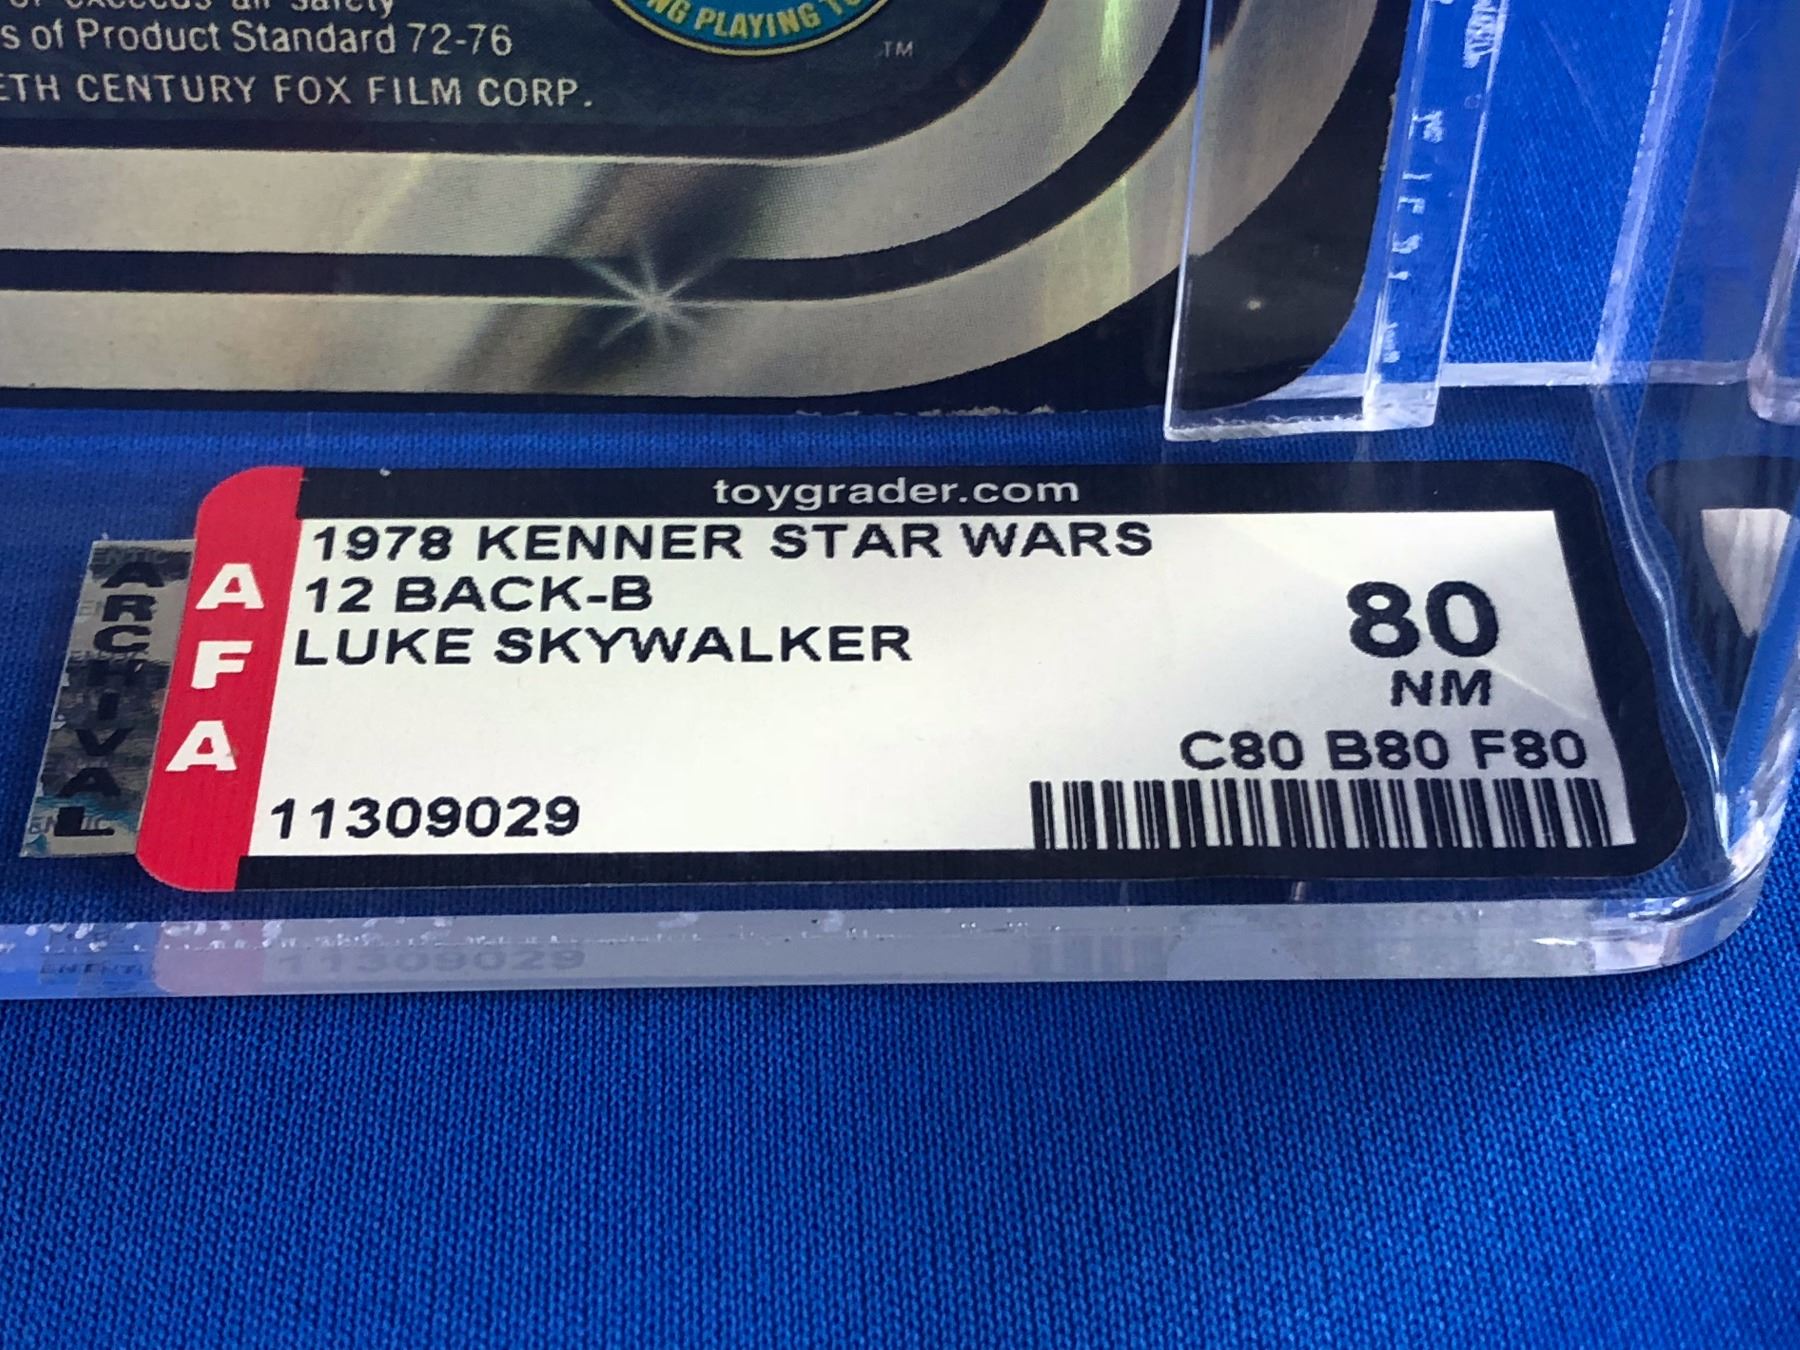 NG PLAYING
s of Product Standard 72-76
TM
CENTURY FOX FILM CORP.
toygrader.com
ARCHIVAL
AFA
1978 KENNER STAR WARS
12 BACK-B
LUKE SKYWALKER
80
NM
C80 B80 F80
11309029
11309029